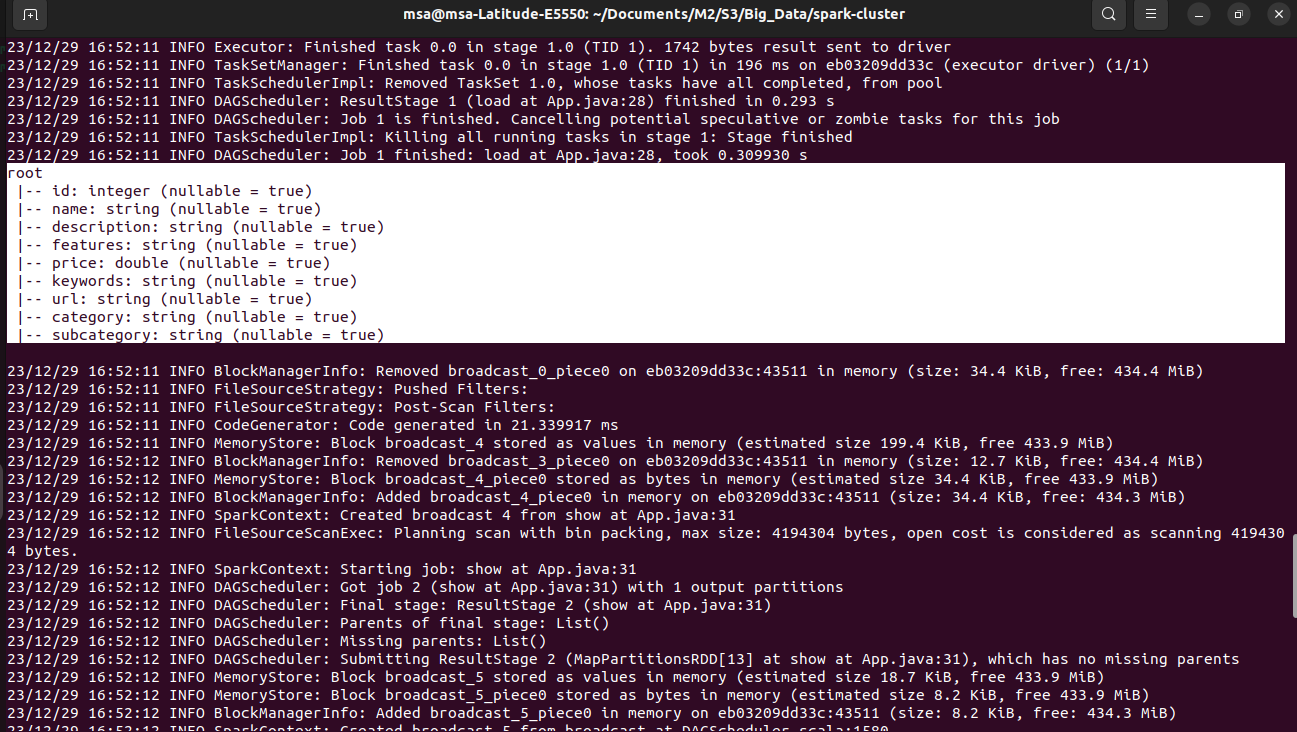 msa@msa-Latitude-E5550: ~/Documents/M2/S3/Big_Data/spark-cluster
23/12/29 16:52:11 INFO Executor: Finished task 0.0 in stage 1.0 (TID 1). 1742 bytes result sent to driver
23/12/29 16:52:11 INFO TaskSetManager: Finished task 0.0 in stage 1.0 (TID 1) in 196 ms on eb03209dd33c (executor driver) (1/1)
23/12/29 16:52:11 INFO TaskSchedulerImpl: Removed TaskSet 1.0, whose tasks have all completed, from pool
23/12/29 16:52:11 INFO DAGScheduler: ResultStage 1 (load at App.java:28) finished in 0.293 s
23/12/29 16:52:11 INFO DAGScheduler: Job 1 is finished. Cancelling potential speculative or zombie tasks for this job
23/12/29 16:52:11 INFO TaskSchedulerImpl: Killing all running tasks in stage 1: Stage finished
23/12/29 16:52:11 INFO DAGScheduler: Job 1 finished: load at App.java:28, took 0.309930 s
root
 |-- id: integer (nullable = true)
 |-- name: string (nullable = true)
 |-- description: string (nullable = true)
 |-- features: string (nullable = true)
 |-- price: double (nullable = true)
 |-- keywords: string (nullable = true)
 |-- url: string (nullable = true)
 |-- category: string (nullable = true)
 |-- subcategory: string (nullable = true)
23/12/29 16:52:11 INFO BlockManagerInfo: Removed broadcast_0_piece0 on eb03209dd33c:43511 in memory (size: 34.4 KiB, free: 434.4 MiB)
23/12/29 16:52:11 INFO FileSourceStrategy: Pushed Filters:
23/12/29 16:52:11 INFO FileSourceStrategy: Post-Scan Filters:
23/12/29 16:52:11 INFO CodeGenerator: Code generated in 21.339917 ms
23/12/29 16:52:11 INFO MemoryStore: Block broadcast_4 stored as values in memory (estimated size 199.4 KiB, free 433.9 MiB)
23/12/29 16:52:12 INFO BlockManagerInfo: Removed broadcast_3_piece0 on eb03209dd33c:43511 in memory (size: 12.7 KiB, free: 434.4 MiB)
23/12/29 16:52:12 INFO MemoryStore: Block broadcast_4_piece0 stored as bytes in memory (estimated size 34.4 KiB, free 433.9 MiB)
23/12/29 16:52:12 INFO BlockManagerInfo: Added broadcast_4_piece0 in memory on eb03209dd33c:43511 (size: 34.4 KiB, free: 434.3 MiB)
23/12/29 16:52:12 INFO SparkContext: Created broadcast 4 from show at App.java:31
23/12/29 16:52:12 INFO FileSourceScanExec: Planning scan with bin packing, max size: 4194304 bytes, open cost is considered as scanning 419430
4 bytes.
23/12/29 16:52:12 INFO SparkContext: Starting job: show at App.java:31
23/12/29 16:52:12 INFO DAGScheduler: Got job 2 (show at App.java:31) with 1 output partitions
23/12/29 16:52:12 INFO DAGScheduler: Final stage: ResultStage 2 (show at App.java:31)
23/12/29 16:52:12 INFO DAGScheduler: Parents of final stage: List()
23/12/29 16:52:12 INFO DAGScheduler: Missing parents: List()
23/12/29 16:52:12 INFO DAGScheduler: Submitting ResultStage 2 (MapPartitionsRDD[13] at show at App.java:31), which has no missing parents
23/12/29 16:52:12 INFO MemoryStore: Block broadcast_5 stored as values in memory (estimated size 18.7 KiB, free 433.9 MiB)
23/12/29 16:52:12 INFO MemoryStore: Block broadcast_5_piece0 stored as bytes in memory (estimated size 8.2 KiB, free 433.9 MiB)
23/12/29 16:52:12 INFO BlockManagerInfo: Added broadcast_5_piece0 in memory on eb03209dd33c:43511 (size: 8.2 KiB, free: 434.3 MiB)
23/12/29 16:52:12 INFO SparkContext: Created broadcast 5 from broadcast at DAGScheduler.scala:1580